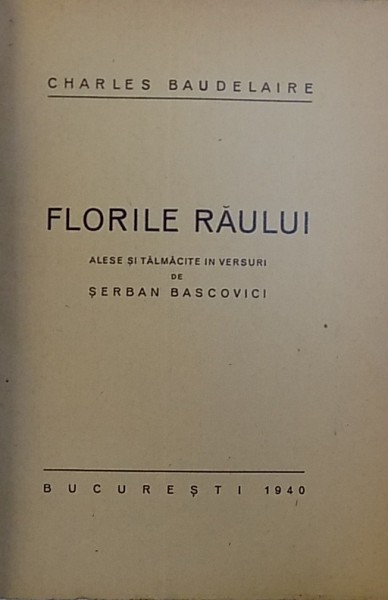 CHARLES BAUDELAIRE
FLORILE RĂULUI
ALESE ȘI TĂLMĂCITE IN VERSURI
DE
ȘERBAN BASCOVICI
BUCUREȘTI 1940